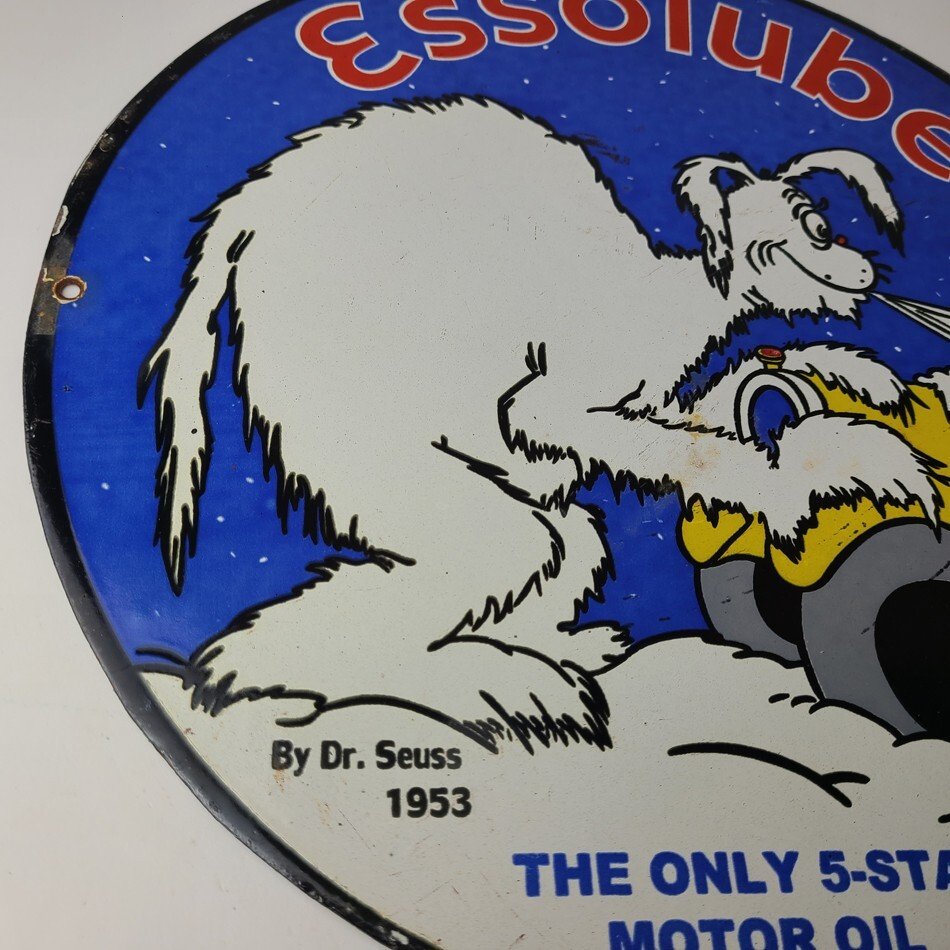 Essolube
By Dr. Seuss
1953
THE ONLY 5-STA
MOTOR OIL